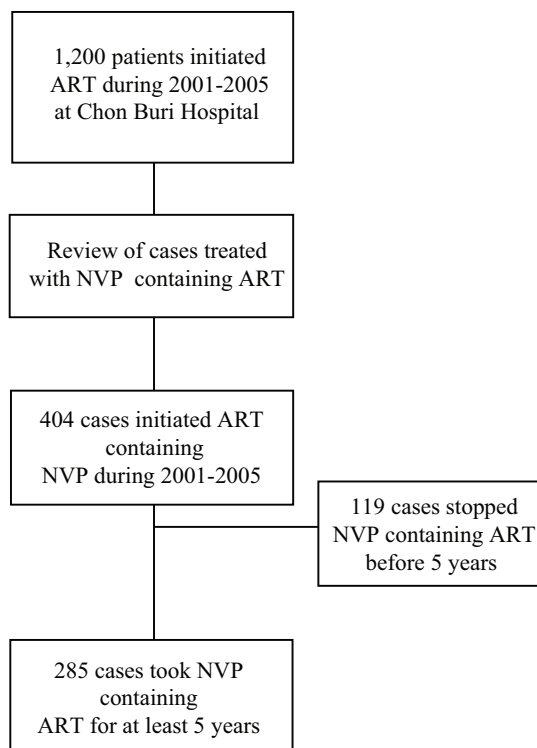 1,200 patients initiated
ART during 2001-2005
at Chon Buri Hospital
Review of cases treated
with NVP containing ART
404 cases initiated ART
containing
NVP during 2001-2005
119 cases stopped
NVP containing ART
before 5 years
285 cases took NVP
containing
ART for at least 5 years